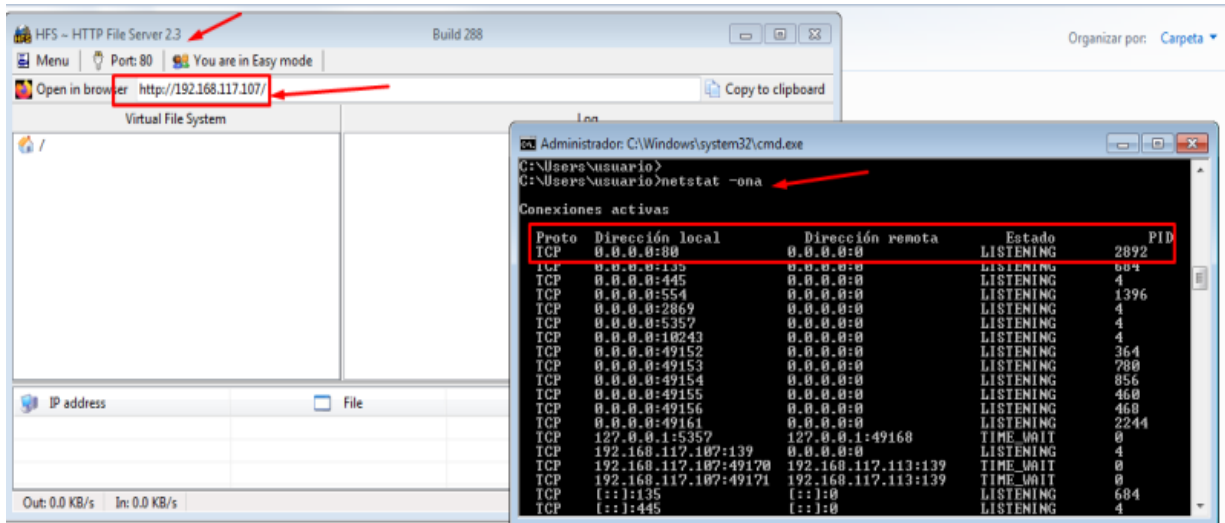 HFS ~ HTTP File Server 2.3 Build 288
Organizar por: Carpeta
Menu Port: 80 You are in Easy mode
Open in browser http://192.168.117.107/ Copy to clipboard
Virtual File System Log
/
Administrador: C:\Windows\system32\cmd.exe
C:\Users\usuario>
C:\Users\usuario>netstat -ona
Conexiones activas
Proto Dirección local Dirección remota Estado PID
TCP 0.0.0.0:80 0.0.0.0:0 LISTENING 2892
TCP 0.0.0.0:135 0.0.0.0:0 LISTENING 684
TCP 0.0.0.0:445 0.0.0.0:0 LISTENING 4
TCP 0.0.0.0:554 0.0.0.0:0 LISTENING 1396
TCP 0.0.0.0:2869 0.0.0.0:0 LISTENING 4
TCP 0.0.0.0:5357 0.0.0.0:0 LISTENING 4
TCP 0.0.0.0:10243 0.0.0.0:0 LISTENING 4
TCP 0.0.0.0:49152 0.0.0.0:0 LISTENING 364
TCP 0.0.0.0:49153 0.0.0.0:0 LISTENING 780
TCP 0.0.0.0:49154 0.0.0.0:0 LISTENING 856
TCP 0.0.0.0:49155 0.0.0.0:0 LISTENING 460
TCP 0.0.0.0:49156 0.0.0.0:0 LISTENING 468
TCP 0.0.0.0:49161 0.0.0.0:0 LISTENING 2244
TCP 127.0.0.1:5357 127.0.0.1:49168 TIME_WAIT 0
TCP 192.168.117.107:139 0.0.0.0:0 LISTENING 4
TCP 192.168.117.107:49170 192.168.117.113:139 TIME_WAIT 0
TCP 192.168.117.107:49171 192.168.117.113:139 TIME_WAIT 0
TCP [::]:135 [::]:0 LISTENING 684
TCP [::]:445 [::]:0 LISTENING 4
IP address File
Out: 0.0 KB/s In: 0.0 KB/s